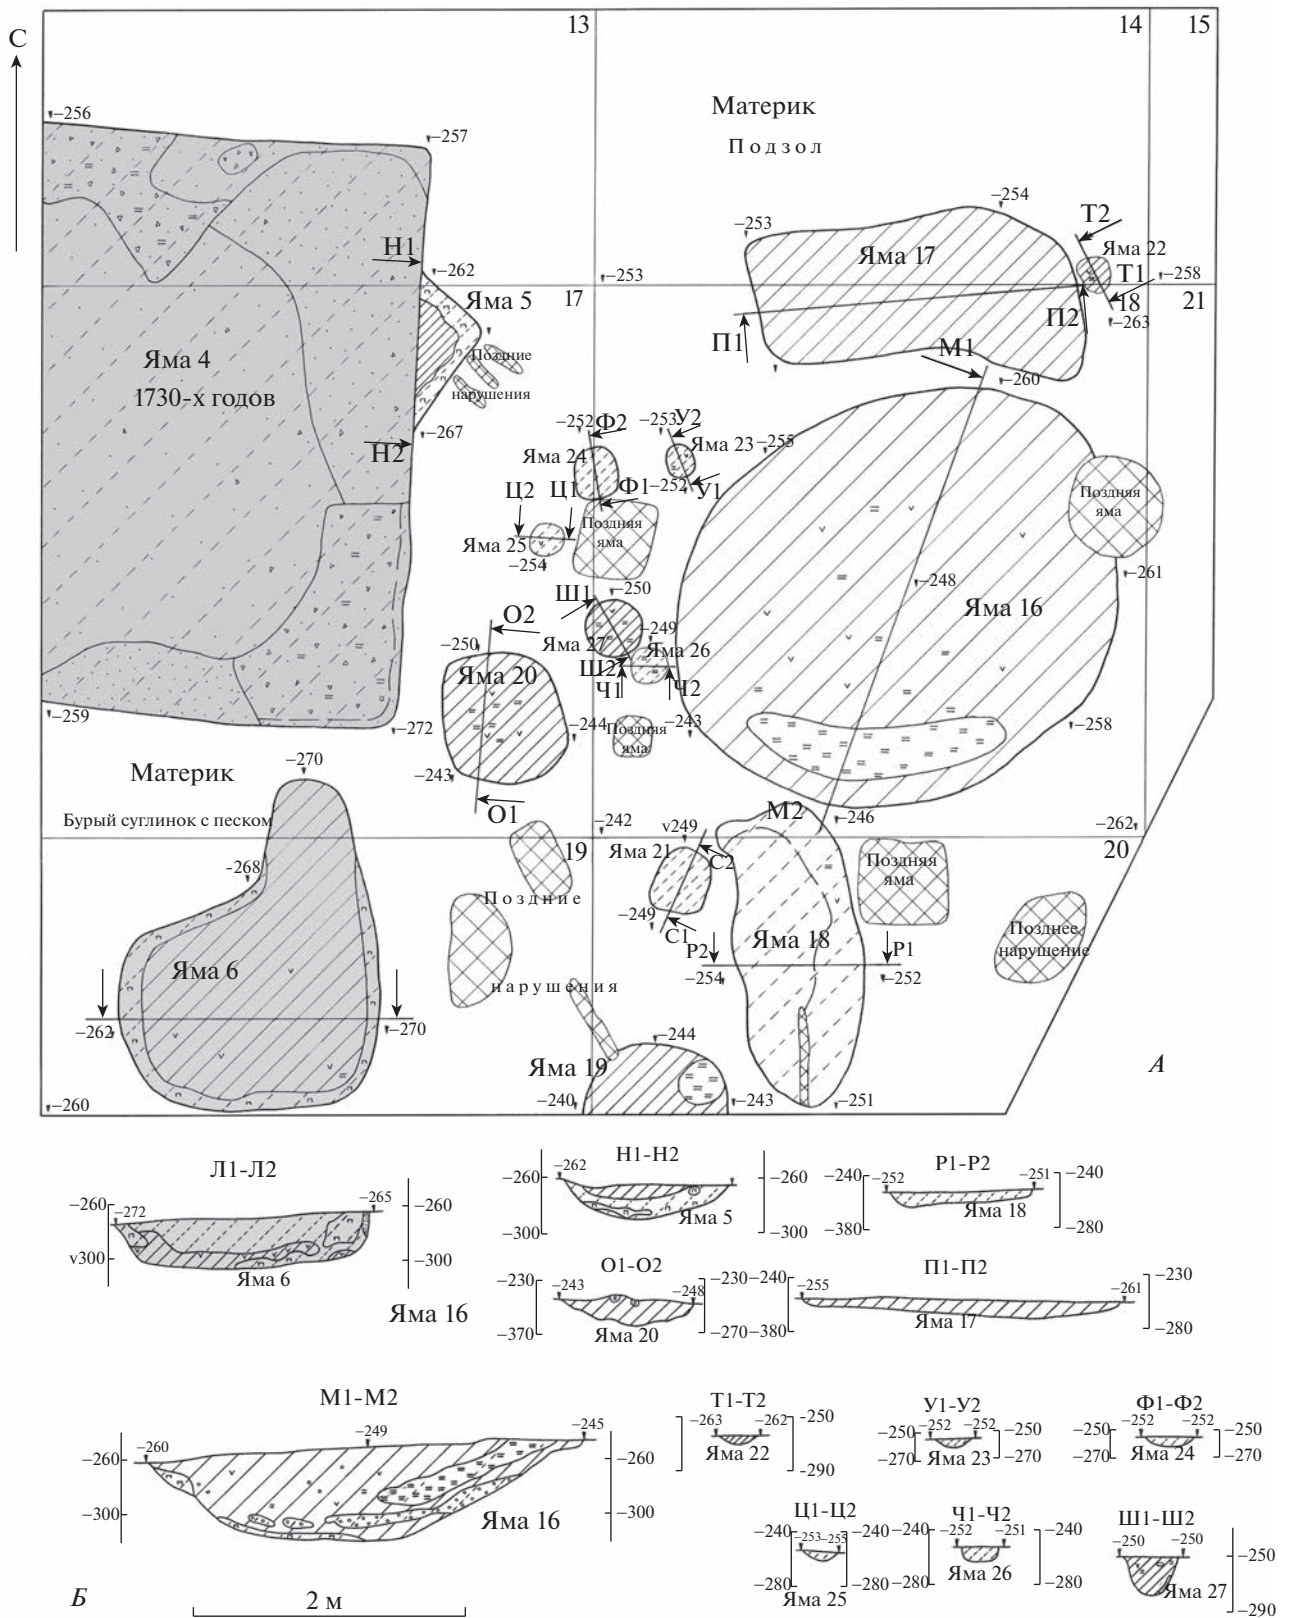 С
13
14
15
Материк
Подзол
−256
−257
−253
−254
Т2
Яма 17
Яма 22
Н1
−262
−253
Т1
−258
Яма 5
17
18
21
−263
П1
П2
Поздние
нарушения
М1
−260
Яма 4
1730-х годов
−267
Н2
−252
Ф2
−253
У2
Яма 23
−255
Яма 24
−252
У1
Ф1
Ц2
Ц1
Поздняя
яма
Поздняя
яма
Яма 25
−254
−261
Ш1
−250
−248
Яма 16
О2
−250
Яма 27
−249
Яма 26
Ш2
Ч1
Ч2
Яма 20
−259
−272
−244
Поздняя
яма
−243
−258
Материк
−270
−243
О1
М2
Бурый суглинок с песком
−242
−246
−262
19
v249
20
Яма 21
С2
Поздняя
яма
-268
Поздние
−249
С1
Яма 18
Позднее
нарушение
Р2
Р1
−254
−252
Яма 6
нарушения
−262
−270
−244
Яма 19
А
−260
−240
−243
−251
Л1-Л2
−260
−272
−265
−260
v300
−300
Яма 6
Яма 16
Н1-Н2
−260
−262
−260
−300
−300
Яма 5
Р1-Р2
−240
−252
−251
−240
−380
−280
Яма 18
О1-О2
−230
−243
−248
−230
−370
−270
Яма 20
П1-П2
−240
−255
−261
−230
−380
−280
Яма 17
М1-М2
−260
−260
−249
−245
−260
−300
−300
Яма 16
Т1-Т2
−263
−262
−250
−290
Яма 22
У1-У2
−250
−252
−252
−250
−270
−270
Яма 23
Ф1-Ф2
−250
−252
−252
−250
−270
−270
Яма 24
Ц1-Ц2
−240
−253
−255
−240
−280
−280
Яма 25
Ч1-Ч2
−240
−252
−251
−240
−280
−280
Яма 26
Ш1-Ш2
−250
−250
−250
−290
Яма 27
Б
2 м